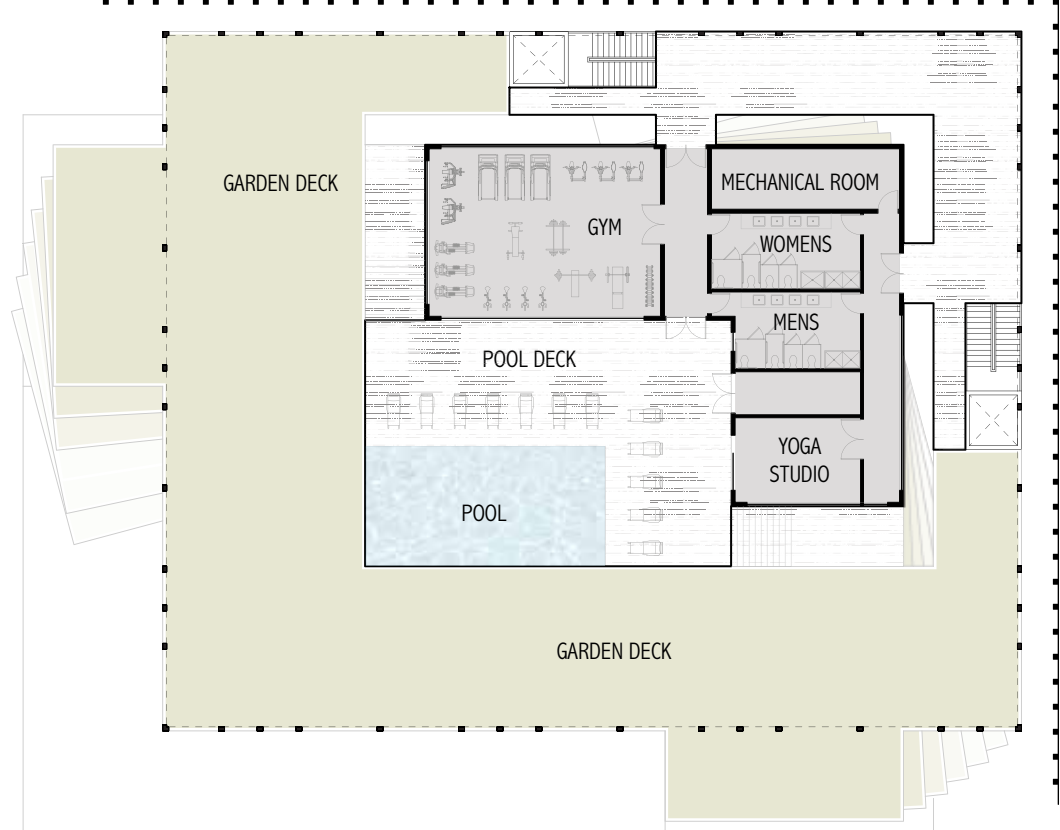 GARDEN DECK
MECHANICAL ROOM
GYM
WOMENS
MENS
POOL DECK
YOGA
STUDIO
POOL
GARDEN DECK